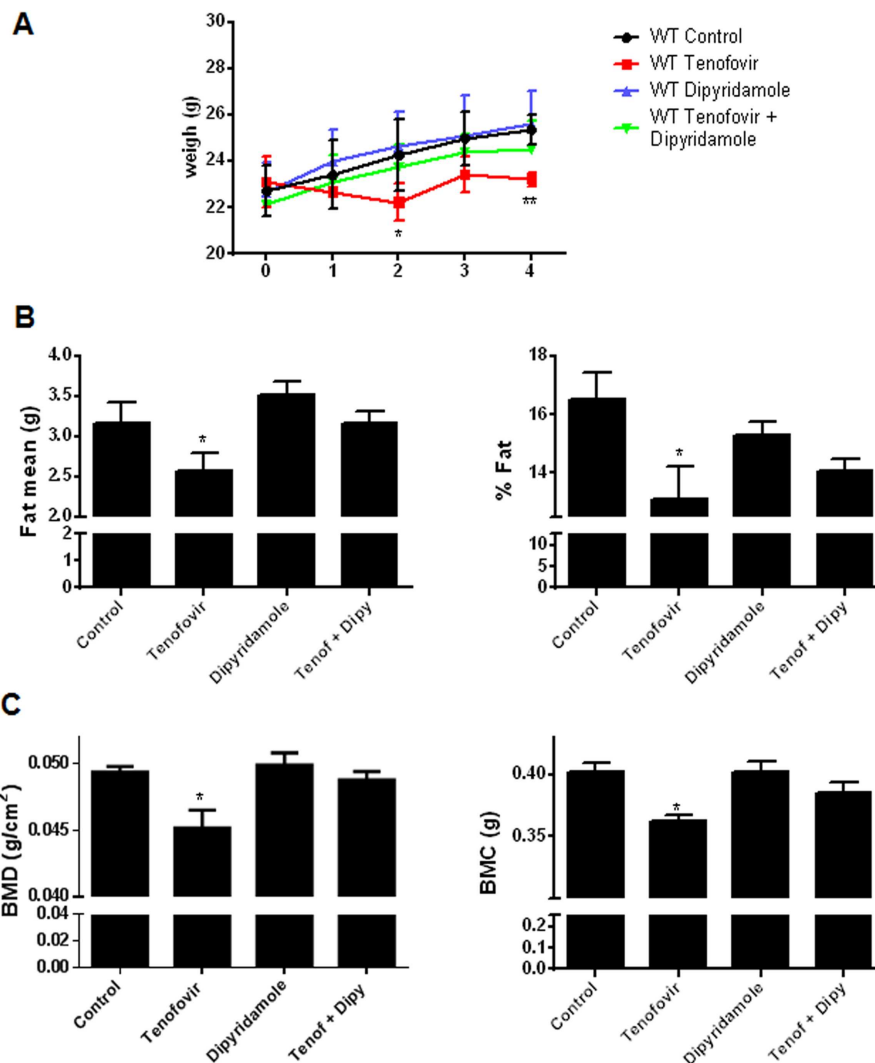 A
30
28
26
24
22
20
weigh (g)
0 1 2 3 4
*
**
WT Control
WT Tenofovir
WT Dipyridamole
WT Tenofovir +
Dipyridamole
B
Fat mean (g)
4.0
3.5
3.0
2.5
2.0
2
1
0
*
Control
Tenofovir
Dipyridamole
Tenof + Dipy
% Fat
18
16
14
10
5
0
*
Control
Tenofovir
Dipyridamole
Tenof + Dipy
C
BMD (g/cm²)
0.050
0.045
0.040
0.04
0.02
0.00
*
Control
Tenofovir
Dipyridamole
Tenof + Dipy
BMC (g)
0.40
0.35
0.2
0.2
0.1
0.0
*
Control
Tenofovir
Dipyridamole
Tenof + Dipy